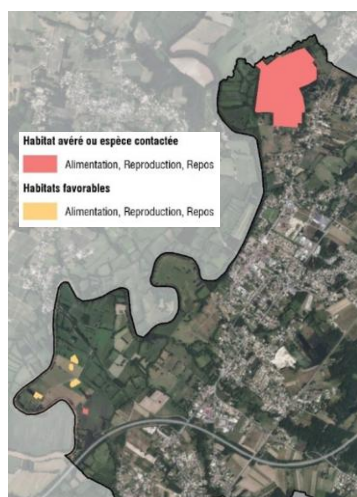 Habitat avéré ou espèce contactée
Alimentation, Reproduction, Repos
Habitats favorables
Alimentation, Reproduction, Repos